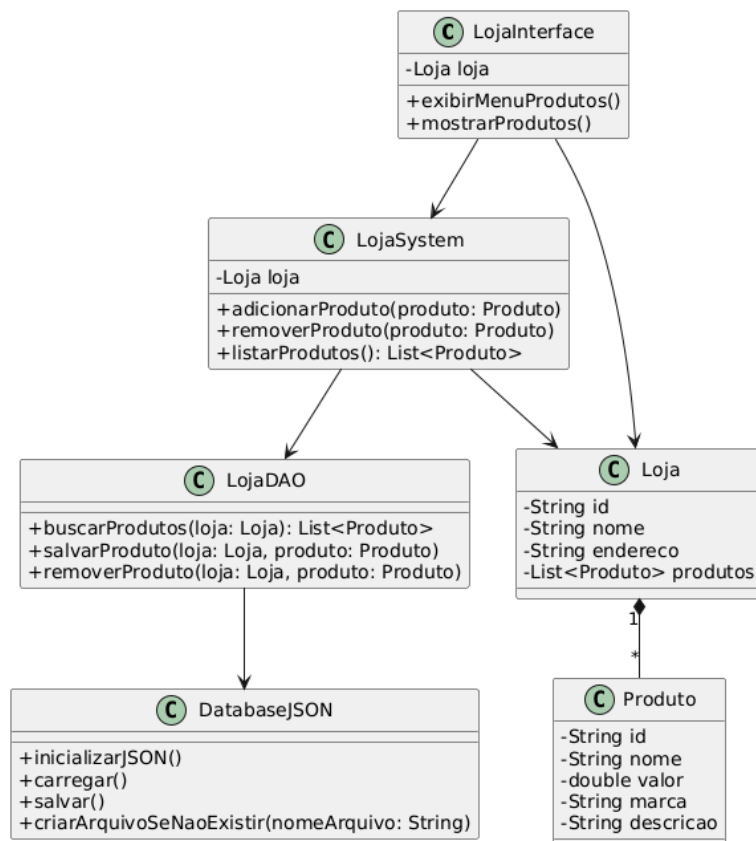 C LojaInterface
-Loja loja
+exibirMenuProdutos()
+mostrarProdutos()
C LojaSystem
-Loja loja
+adicionarProduto(produto: Produto)
+removerProduto(produto: Produto)
+listarProdutos(): List<Produto>
C LojaDAO
+buscarProdutos(loja: Loja): List<Produto>
+salvarProduto(loja: Loja, produto: Produto)
+removerProduto(loja: Loja, produto: Produto)
C Loja
-String id
-String nome
-String endereco
-List<Produto> produtos
1
*
C DatabaseJSON
+inicializarJSON()
+carregar()
+salvar()
+criarArquivoSeNaoExistir(nomeArquivo: String)
C Produto
-String id
-String nome
-double valor
-String marca
-String descricao